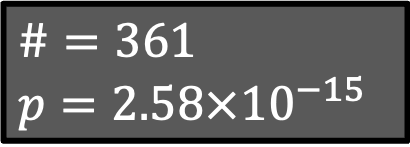 # = 361
p = 2.58×10⁻¹⁵